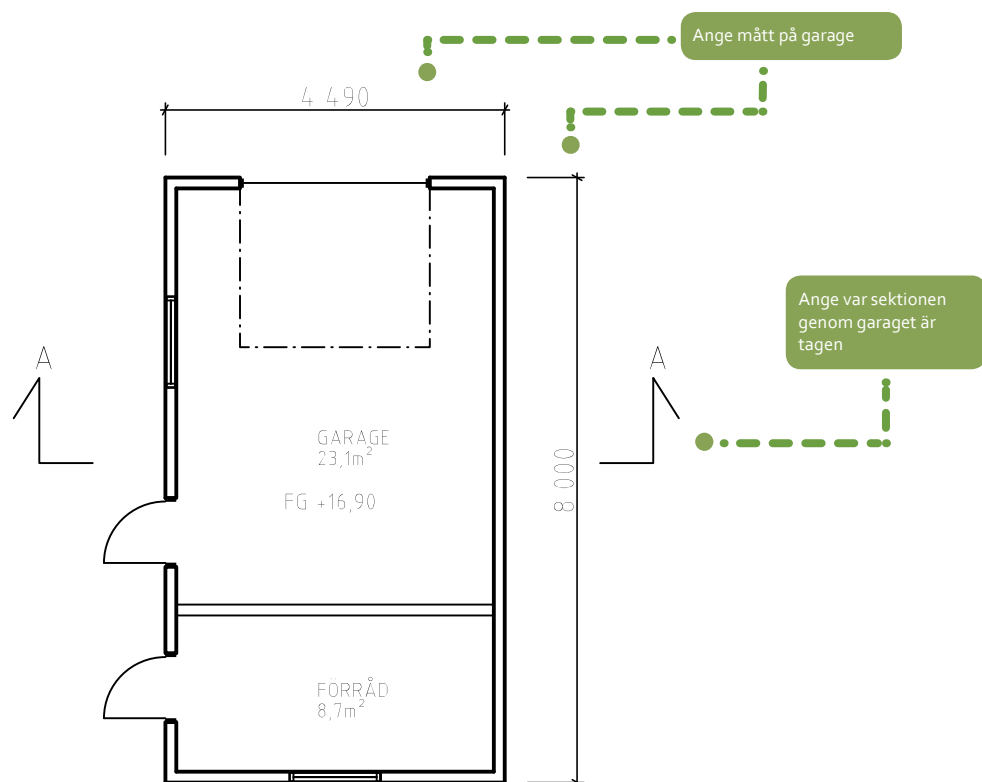 Ange mått på garage
4 490
Ange var sektionen
genom garaget är
tagen
A
A
GARAGE
23,1m²
FG +16,90
8 000
FÖRRÅD
8,7m²